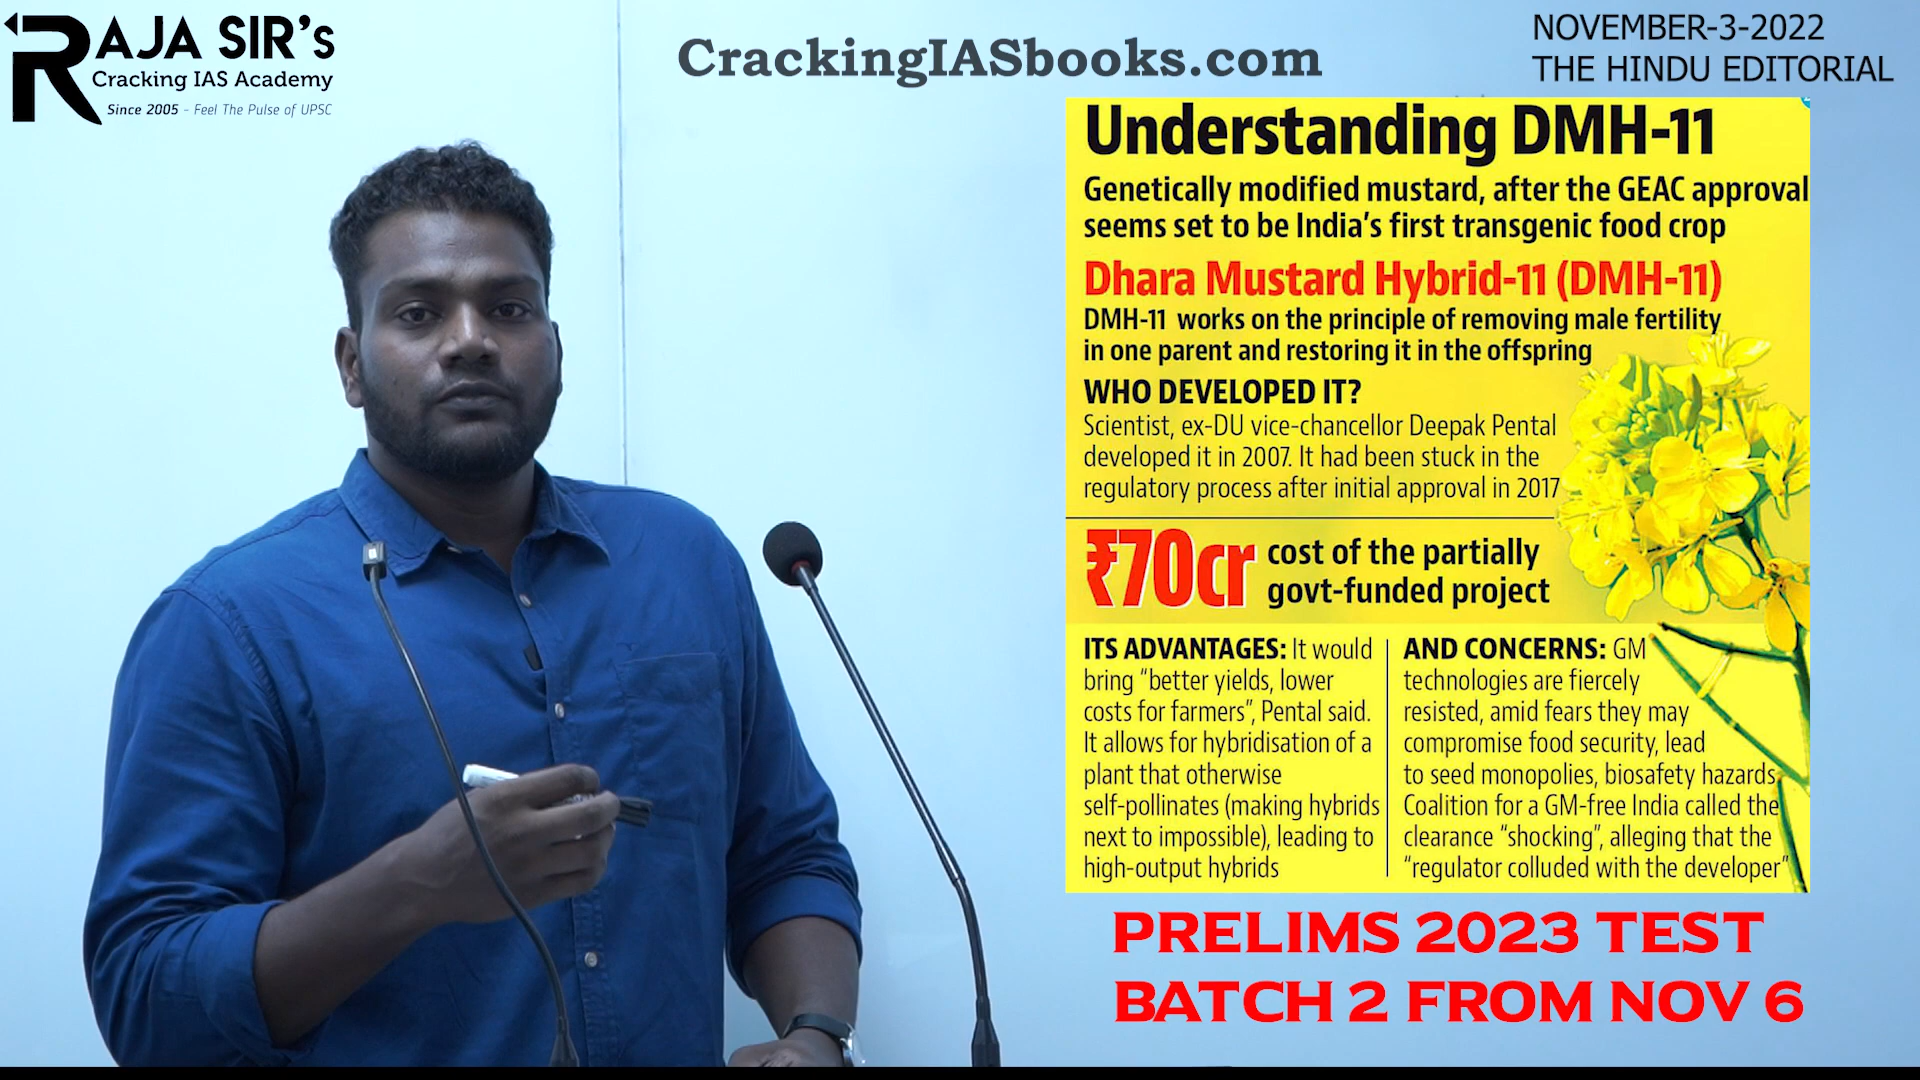 RAJA SIR's
Cracking IAS Academy
Since 2005 - Feel The Pulse of UPSC
CrackingIASbooks.com
NOVEMBER-3-2022
THE HINDU EDITORIAL
Understanding DMH-11
Genetically modified mustard, after the GEAC approval
seems set to be India's first transgenic food crop
Dhara Mustard Hybrid-11 (DMH-11)
DMH-11 works on the principle of removing male fertility
in one parent and restoring it in the offspring
WHO DEVELOPED IT?
Scientist, ex-DU vice-chancellor Deepak Pental
developed it in 2007. It had been stuck in the
regulatory process after initial approval in 2017
₹70cr cost of the partially
govt-funded project
ITS ADVANTAGES: It would
bring "better yields, lower
costs for farmers", Pental said.
It allows for hybridisation of a
plant that otherwise
self-pollinates (making hybrids
next to impossible), leading to
high-output hybrids
AND CONCERNS: GM
technologies are fiercely
resisted, amid fears they may
compromise food security, lead
to seed monopolies, biosafety hazards
Coalition for a GM-free India called the
clearance "shocking", alleging that the
"regulator colluded with the developer"
PRELIMS 2023 TEST
BATCH 2 FROM NOV 6